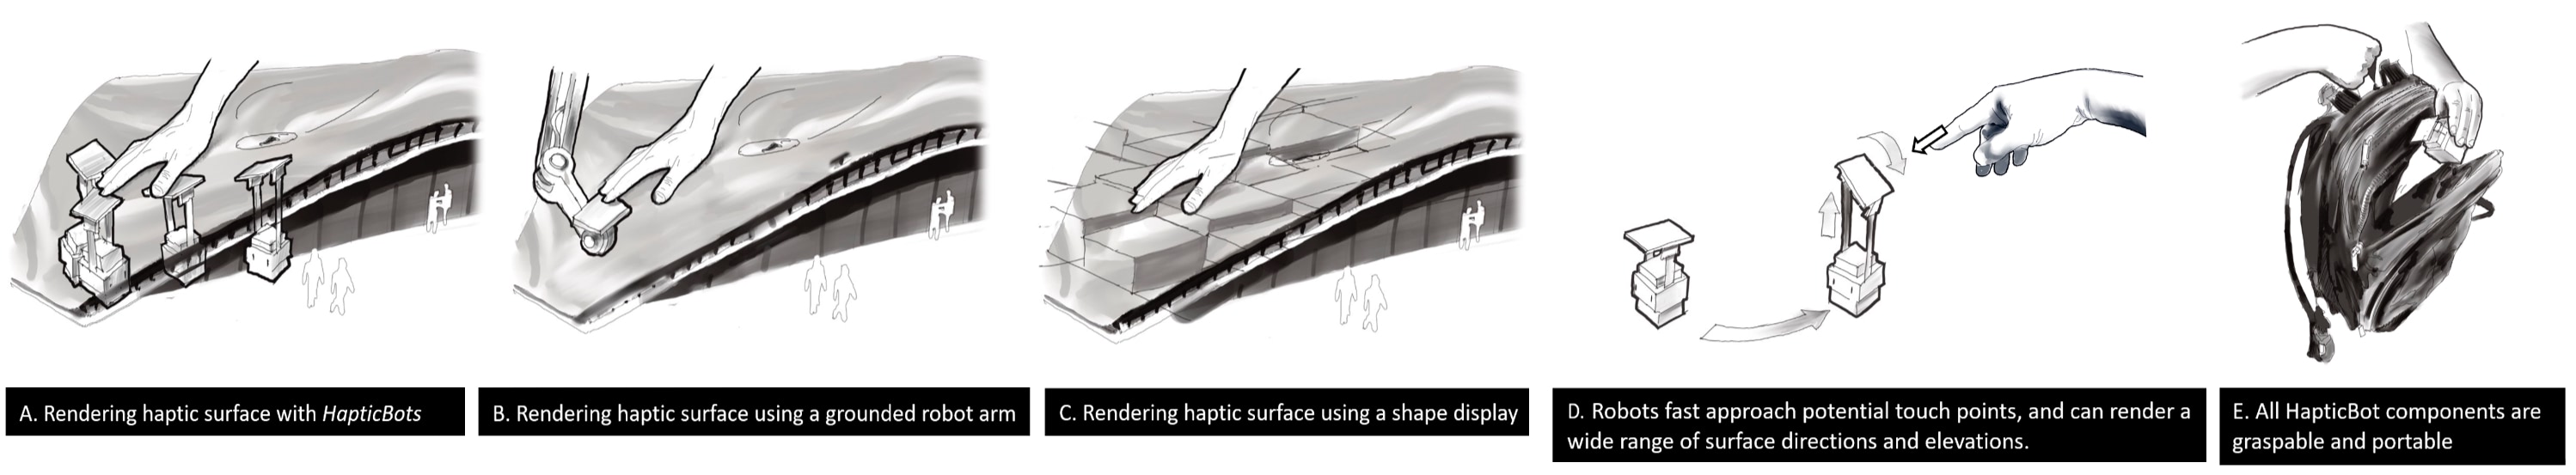 A. Rendering haptic surface with HapticBots
B. Rendering haptic surface using a grounded robot arm
C. Rendering haptic surface using a shape display
D. Robots fast approach potential touch points, and can render a
wide range of surface directions and elevations.
E. All HapticBot components are
graspable and portable